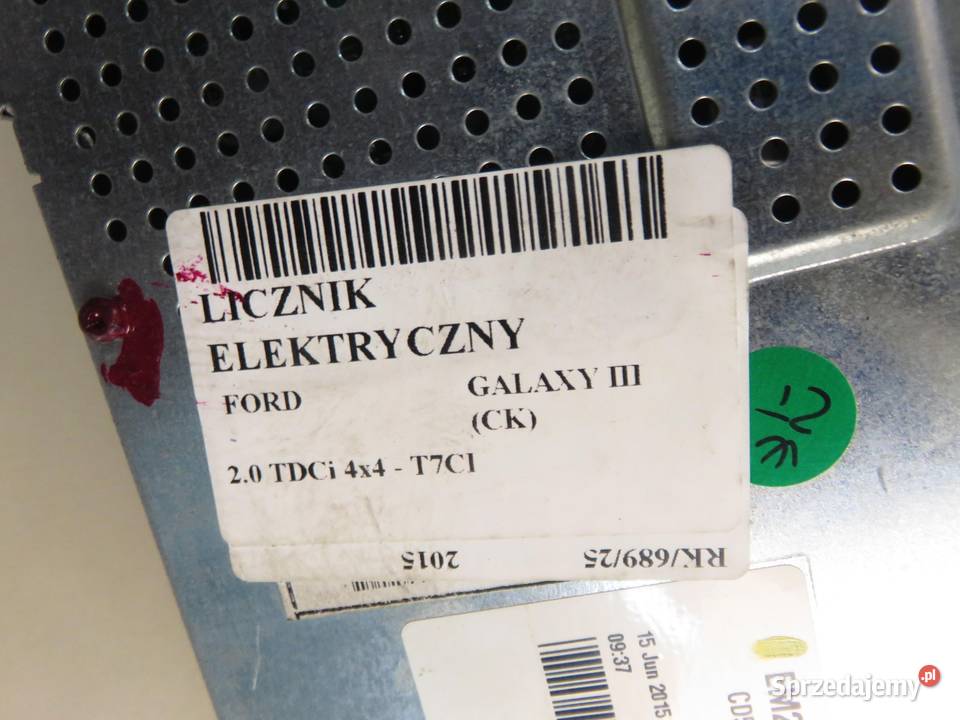 LICZNIK
ELEKTRYCZNY
FORD
GALAXY III
(CK)
2.0 TDCi 4x4 - T7CI
2015
RK/689/25
15 Jun 2015
09:37
Sprzedajemy.pl